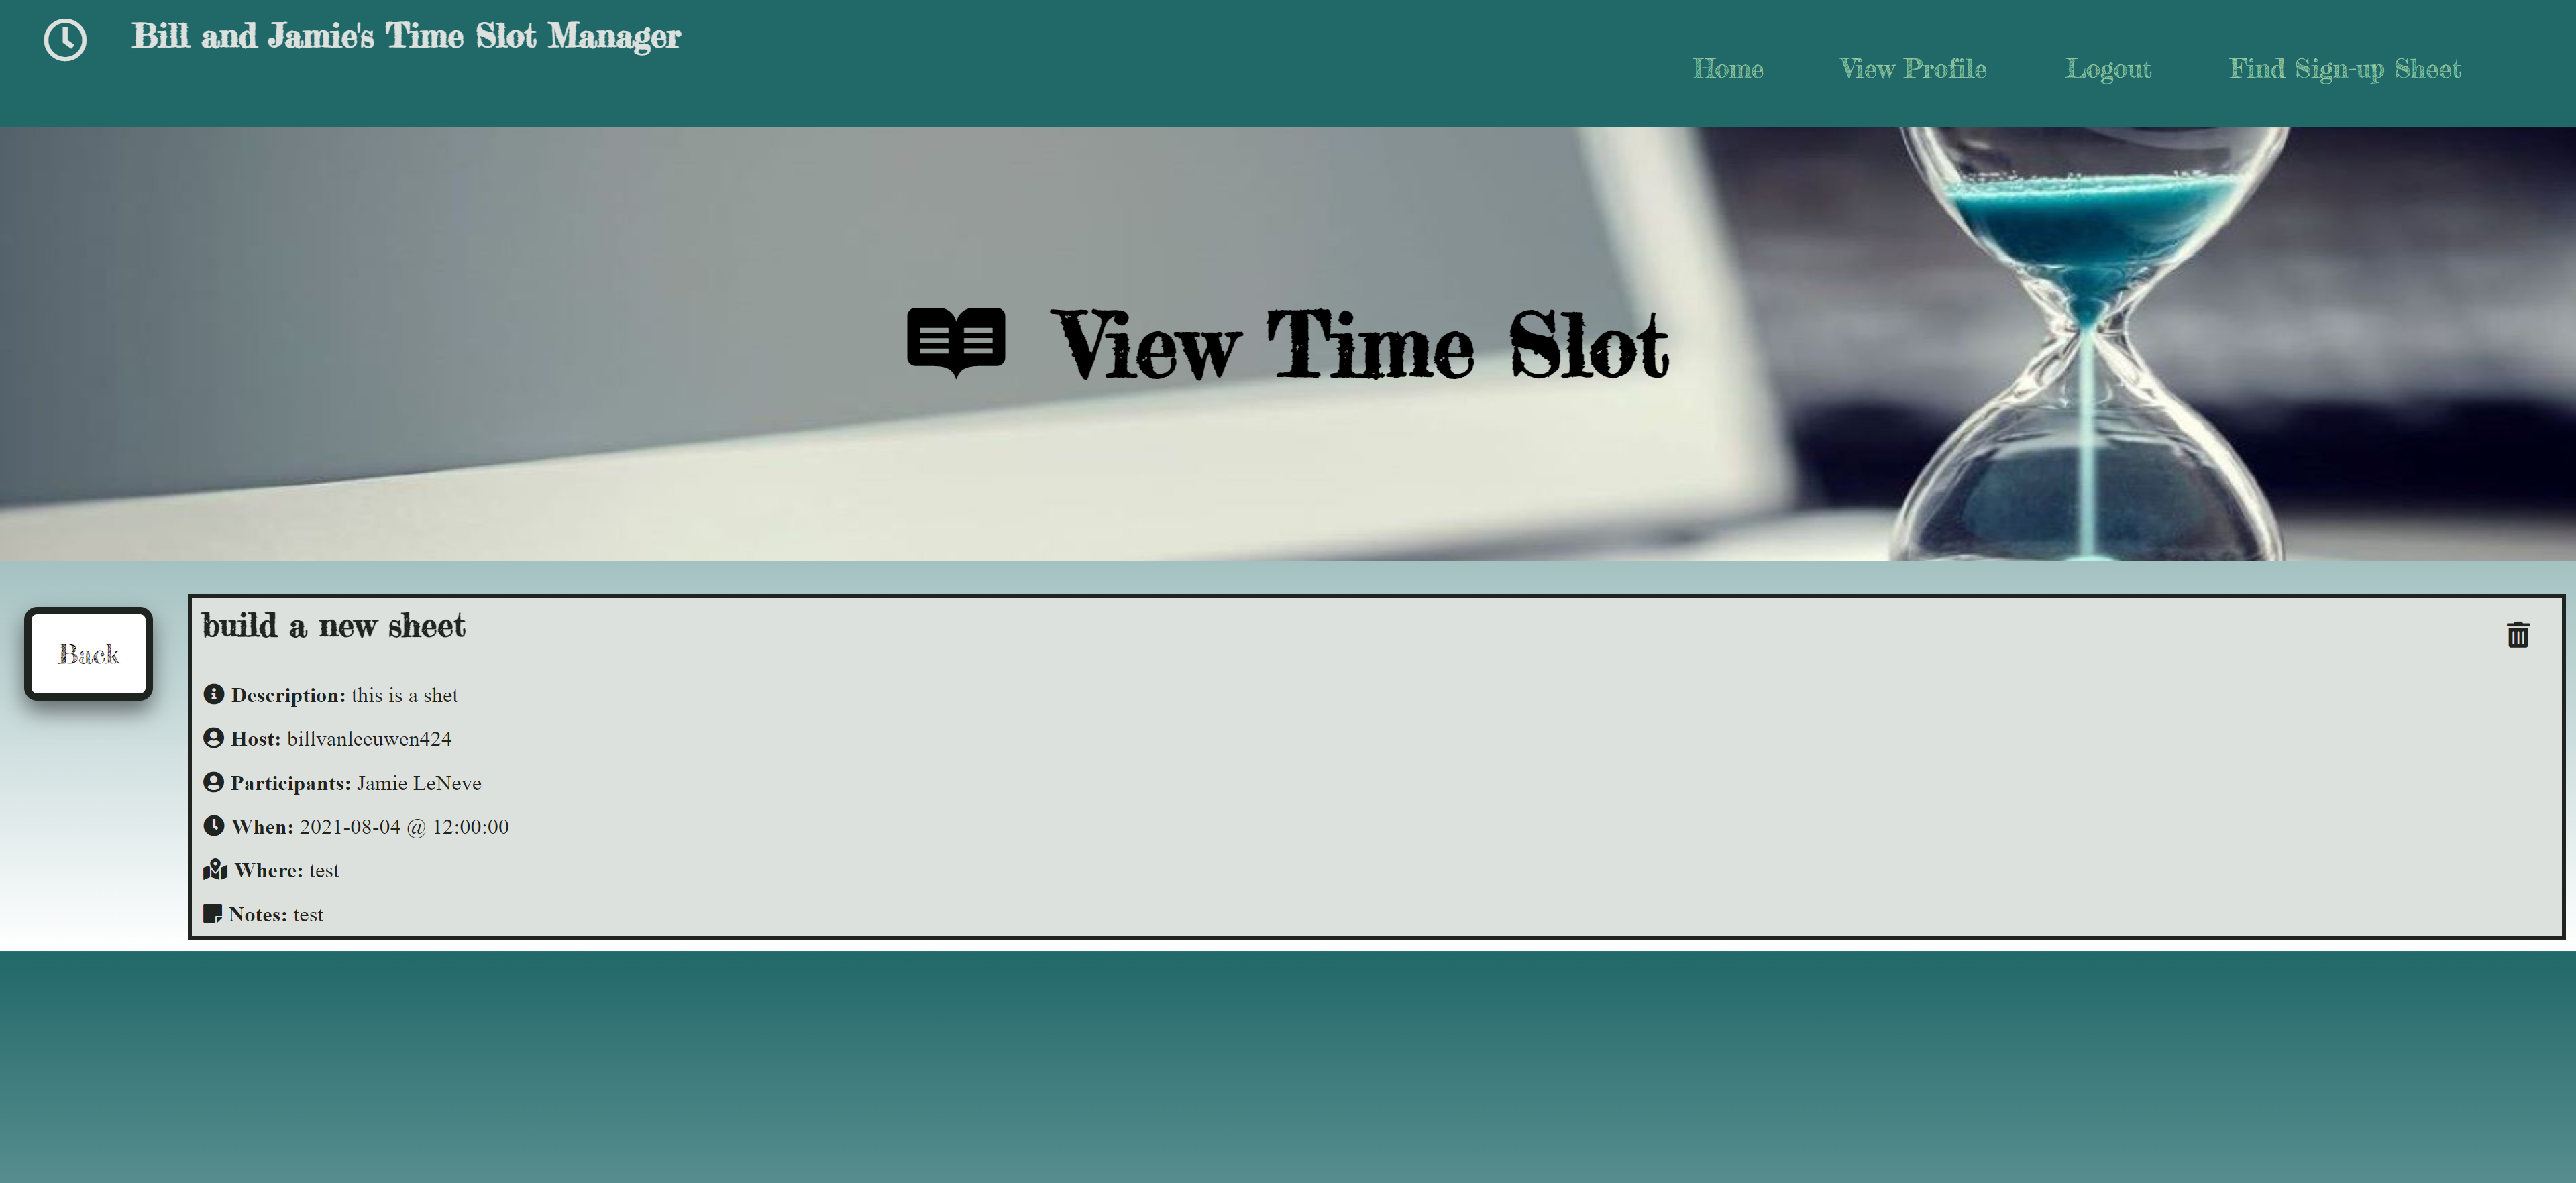 Bill and Jamie's Time Slot Manager
Home View Profile Logout Find Sign-up Sheet
View Time Slot
Back
build a new sheet
Description: this is a shet
Host: billvanleeuwen424
Participants: Jamie LeNeve
When: 2021-08-04 @ 12:00:00
Where: test
Notes: test